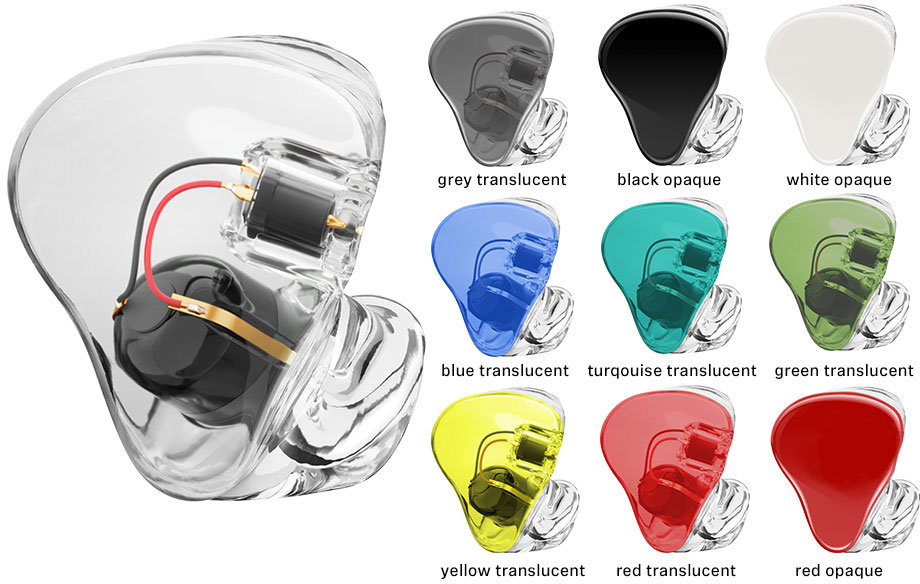 grey translucent
black opaque
white opaque
blue translucent
turqouise translucent
green translucent
yellow translucent
red translucent
red opaque